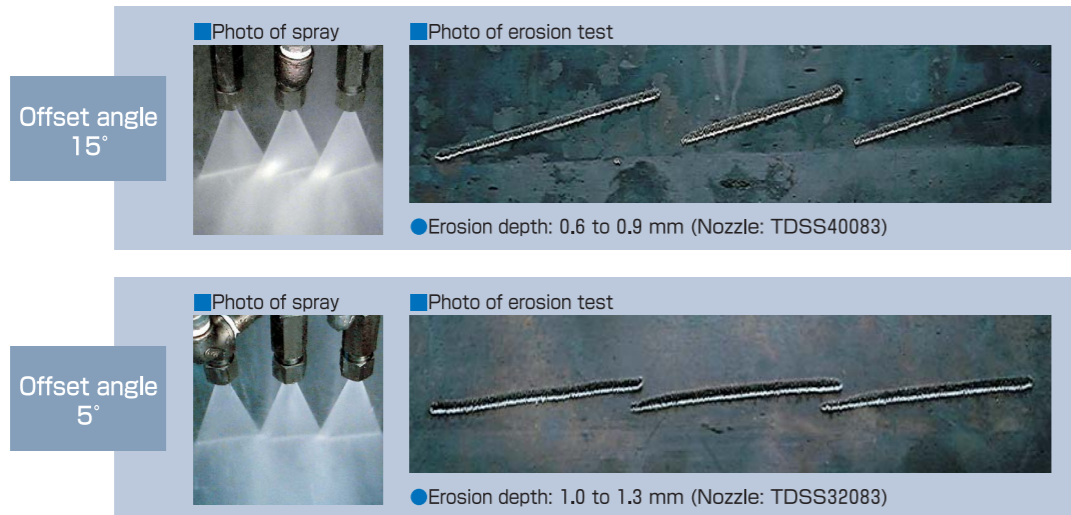 ■Photo of spray
■Photo of erosion test
Offset angle
15°
●Erosion depth: 0.6 to 0.9 mm (Nozzle: TDSS40083)
■Photo of spray
■Photo of erosion test
Offset angle
5°
●Erosion depth: 1.0 to 1.3 mm (Nozzle: TDSS32083)